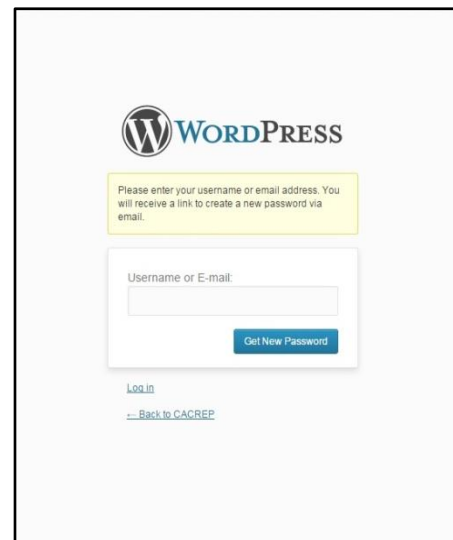 WORDPRESS
Please enter your username or email address. You
will receive a link to create a new password via
email.
Username or E-mail:
Get New Password
Log in
← Back to CACREP